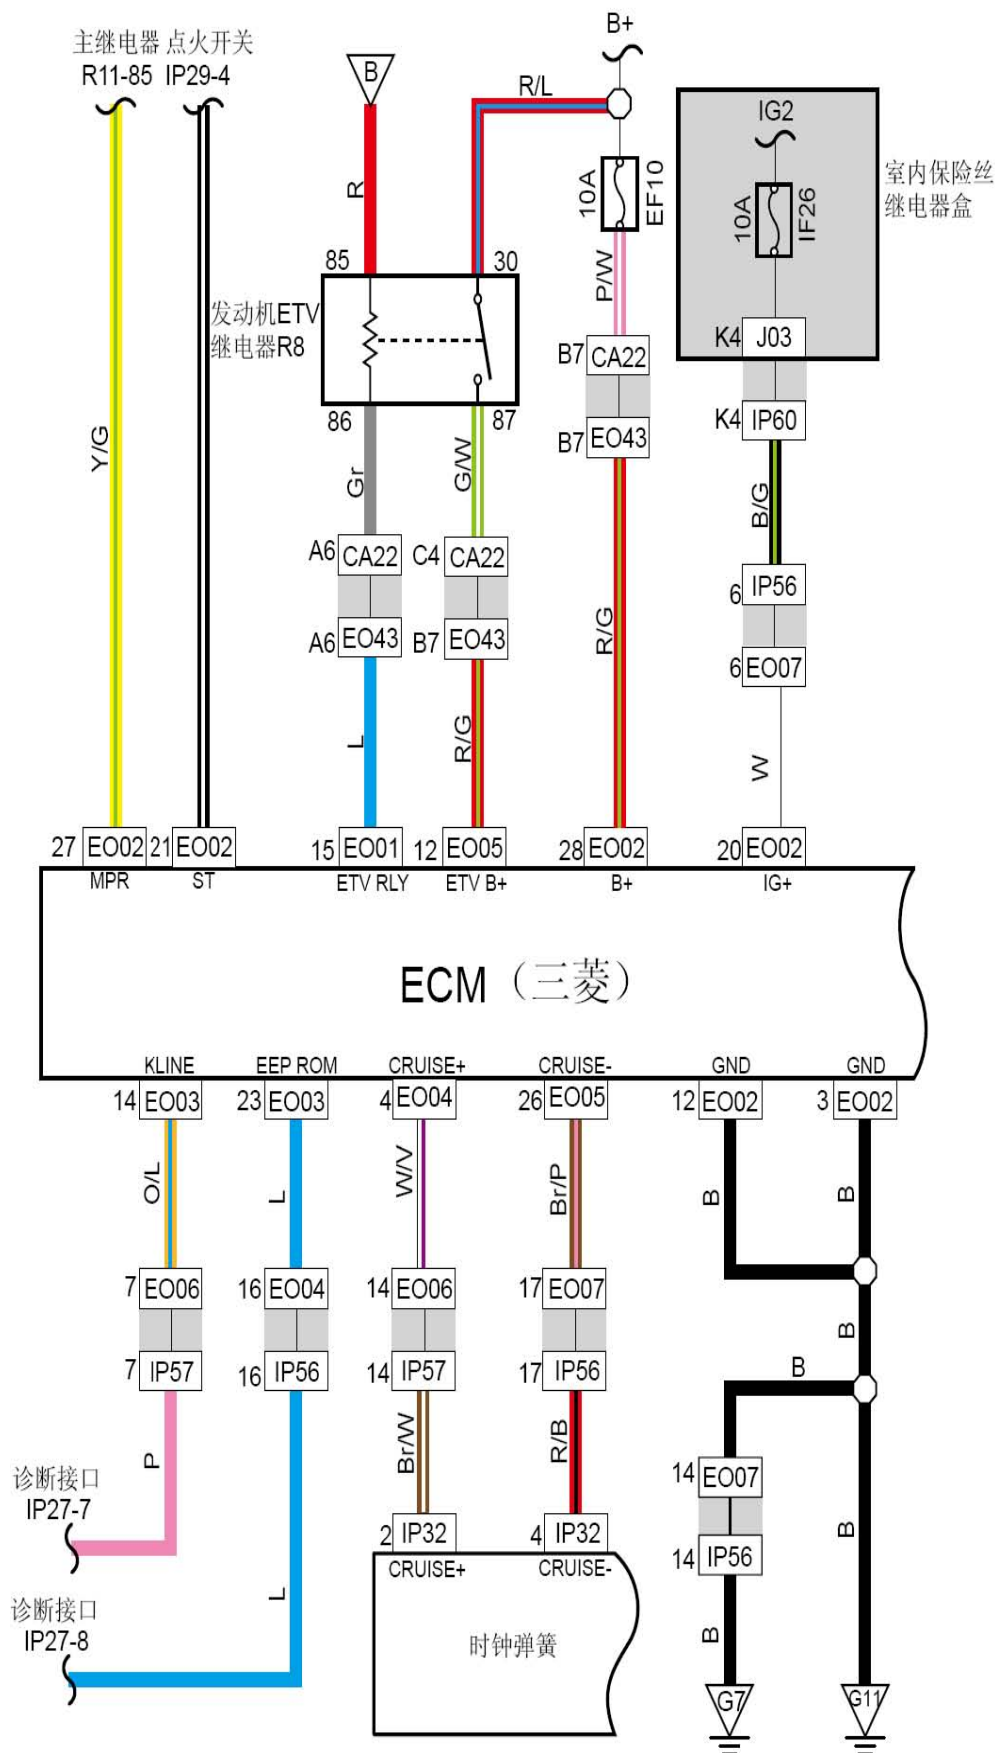 B+
主继电器 点火开关
R11-85 IP29-4
B
R/L
IG2
室内保险丝
继电器盒
10A
EF10
10A
IF26
R
P/W
85
30
发动机ETV
继电器R8
K4
J03
B7
CA22
86
87
K4
IP60
B7
EO43
Y/G
Gr
G/W
B/G
A6
CA22
C4
CA22
6
IP56
A6
EO43
B7
EO43
R/G
6
EO07
L
R/G
W
27
EO02
21
EO02
15
EO01
12
EO05
28
EO02
20
EO02
MPR
ST
ETV RLY
ETV B+
B+
IG+
ECM（三菱）
KLINE
EEP ROM
CRUISE+
CRUISE-
GND
GND
14
EO03
23
EO03
4
EO04
26
EO05
12
EO02
3
EO02
O/L
L
W/V
Br/P
B
B
7
EO06
16
EO04
14
EO06
17
EO07
B
7
IP57
16
IP56
14
IP57
17
IP56
B
P
Br/W
R/B
14
EO07
诊断接口
IP27-7
2
IP32
4
IP32
B
14
IP56
CRUISE+
CRUISE-
L
诊断接口
IP27-8
时钟弹簧
B
G7
G11